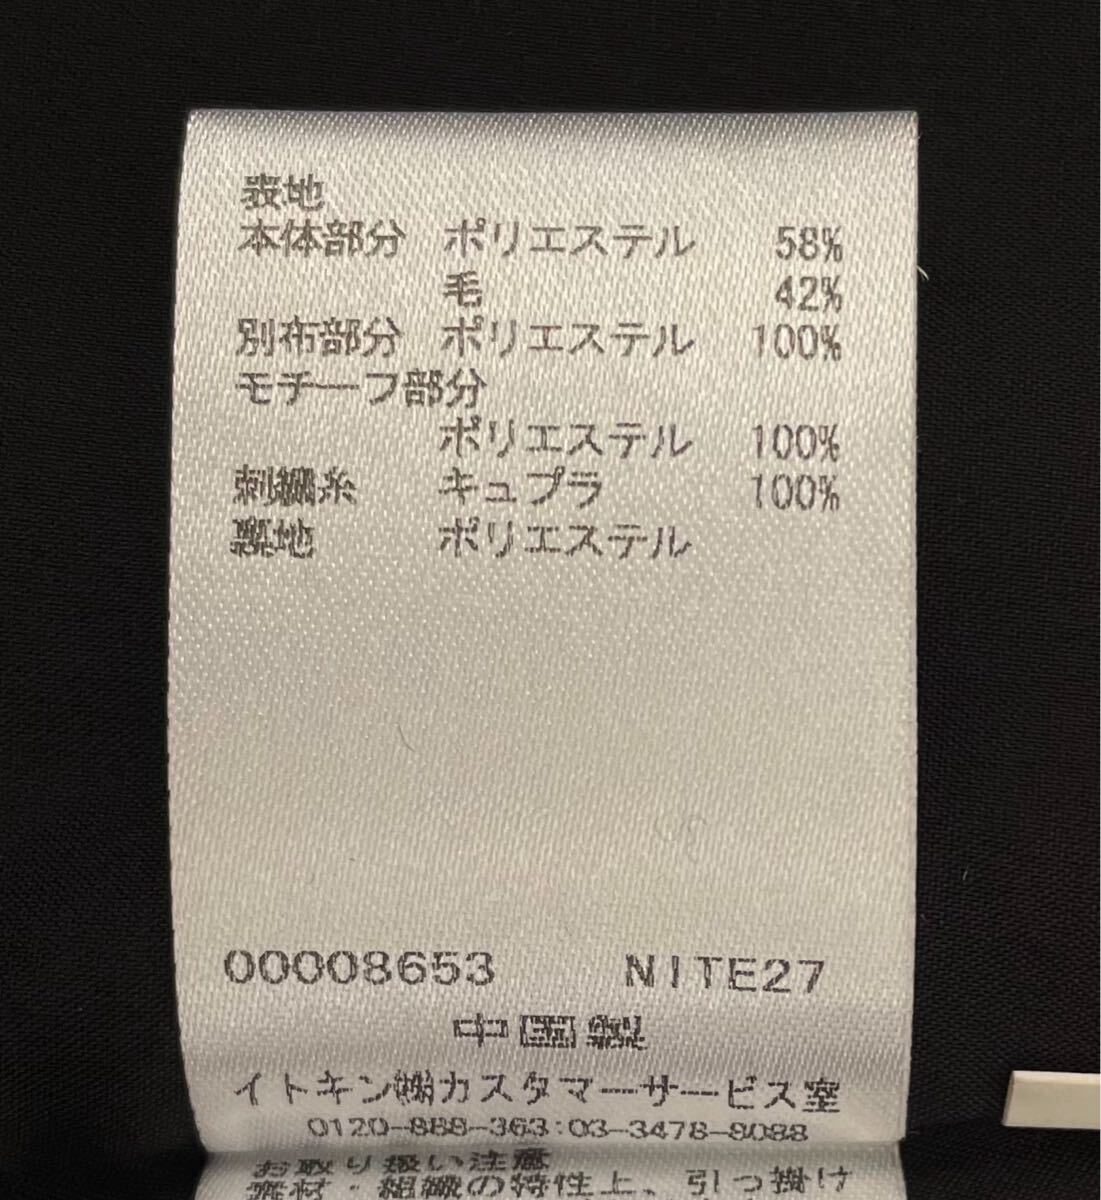 表地
本体部分 ポリエステル 58%
毛 42%
別布部分 ポリエステル 100%
モチーフ部分
ポリエステル 100%
刺繍糸 キュプラ 100%
裏地 ポリエステル
00008653 NITE27
中国製
イトキン㈱カスタマーサービス室
0120-888-363:03-3478-8088
お取り扱い注意
素材・組織の特性上、引っ掛け